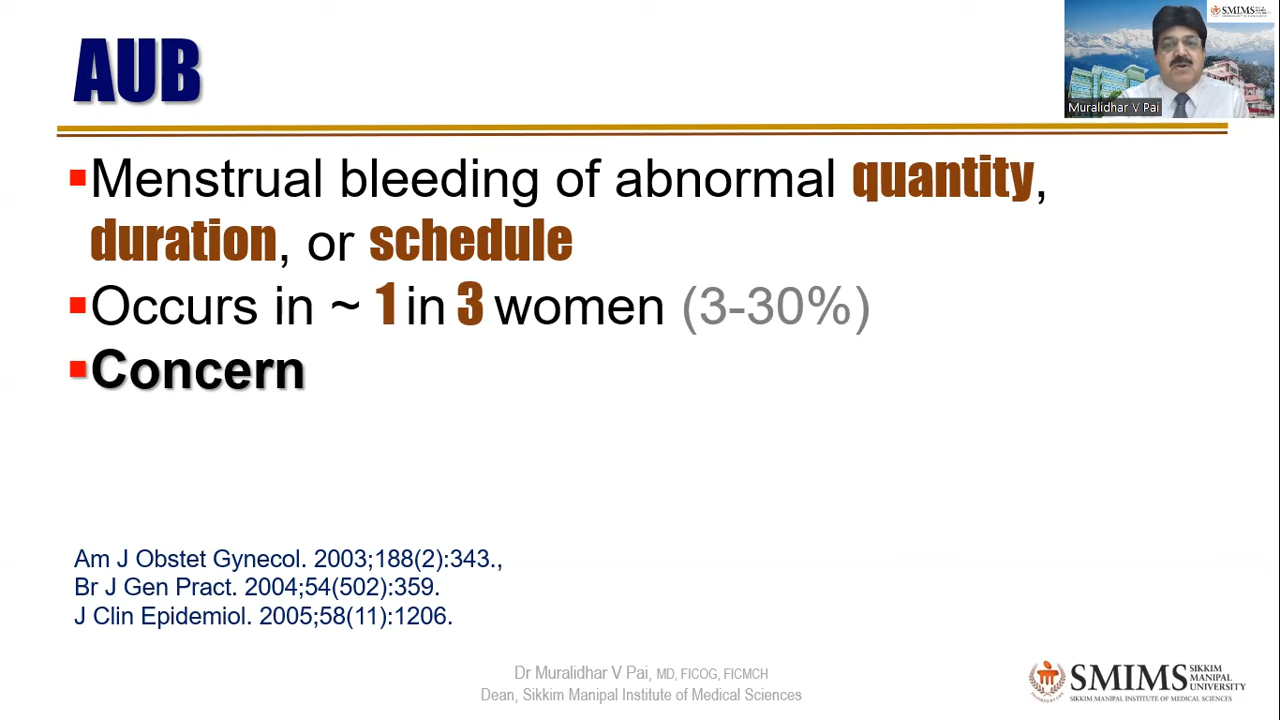 AUB
SMIMS
Muralidhar V Pai
▪Menstrual bleeding of abnormal quantity,
duration, or schedule
▪Occurs in ~ 1 in 3 women (3-30%)
▪Concern
Am J Obstet Gynecol. 2003;188(2):343.,
Br J Gen Pract. 2004;54(502):359.
J Clin Epidemiol. 2005;58(11):1206.
Dr Muralidhar V Pai, MD, FICOG, FICMCH
Dean, Sikkim Manipal Institute of Medical Sciences
SMIMS SIKKIM
MANIPAL
UNIVERSITY
SIKKIM MANIPAL INSTITUTE OF MEDICAL SCIENCES